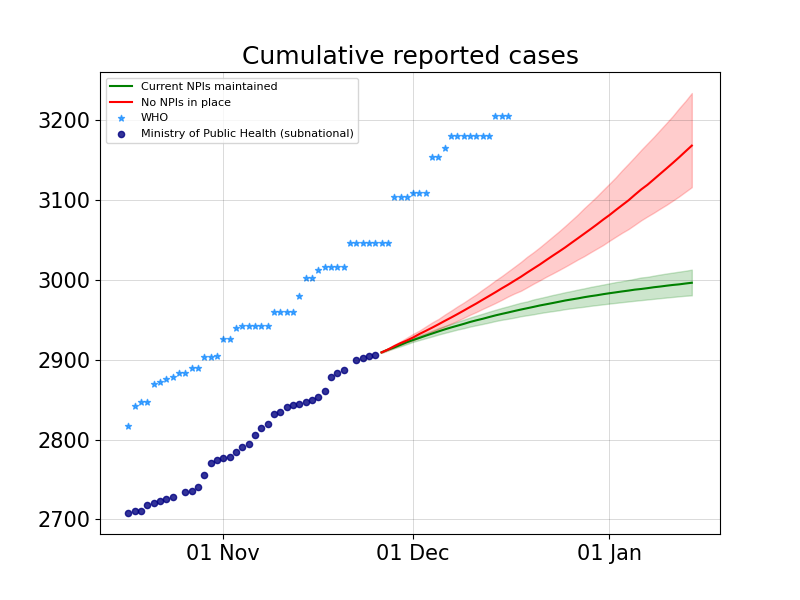 Cumulative reported cases
Current NPIs maintained
No NPIs in place
WHO
Ministry of Public Health (subnational)
3200
3100
3000
2900
2800
2700
01 Nov
01 Dec
01 Jan